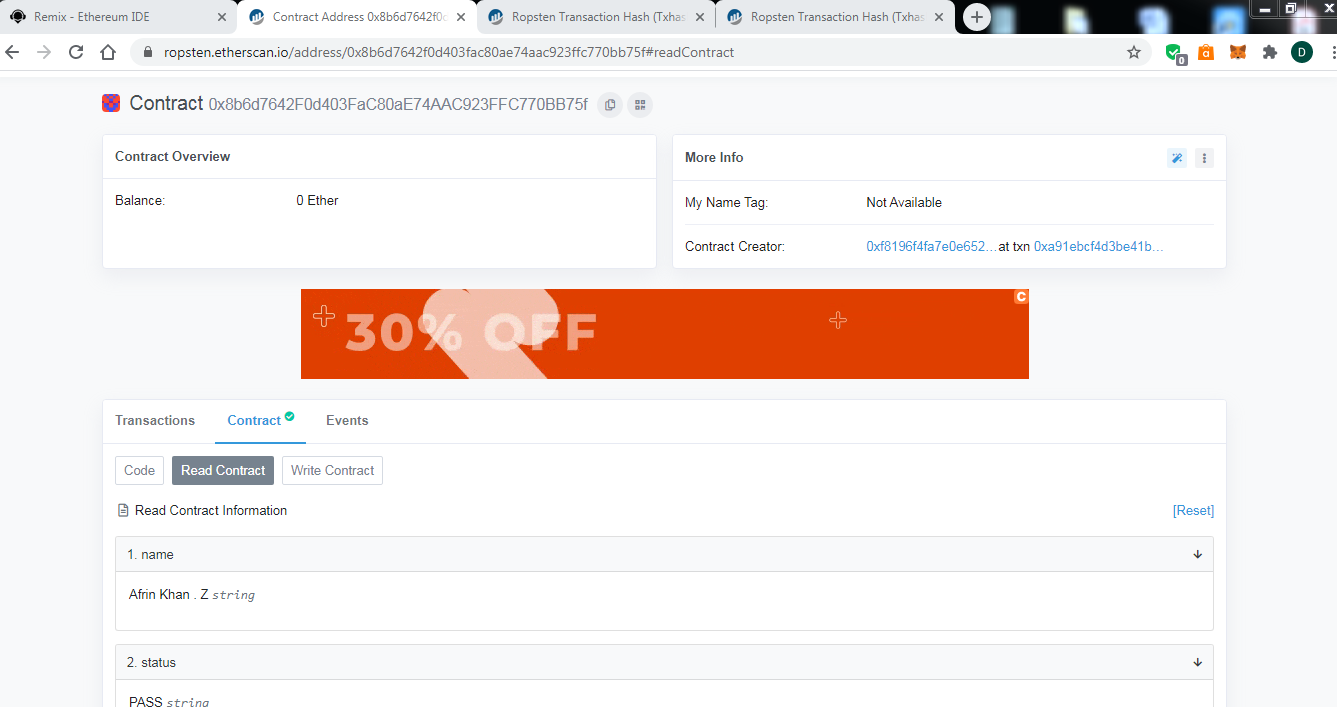 Remix - Ethereum IDE
Contract Address 0x8b6d7642f0d
Ropsten Transaction Hash (Txhas
Ropsten Transaction Hash (Txhas
ropsten.etherscan.io/address/0x8b6d7642f0d403fac80ae74aac923ffc770bb75f#readContract
0
a
D
Contract 0x8b6d7642F0d403FaC80aE74AAC923FFC770BB75f
Contract Overview
Balance: 0 Ether
More Info
My Name Tag: Not Available
Contract Creator: 0xf8196f4fa7e0e652...at txn 0xa91ebcf4d3be41b...
30% OFF
C
Transactions
Contract
Events
Code
Read Contract
Write Contract
Read Contract Information
[Reset]
1. name
Afrin Khan . Z string
2. status
PASS string